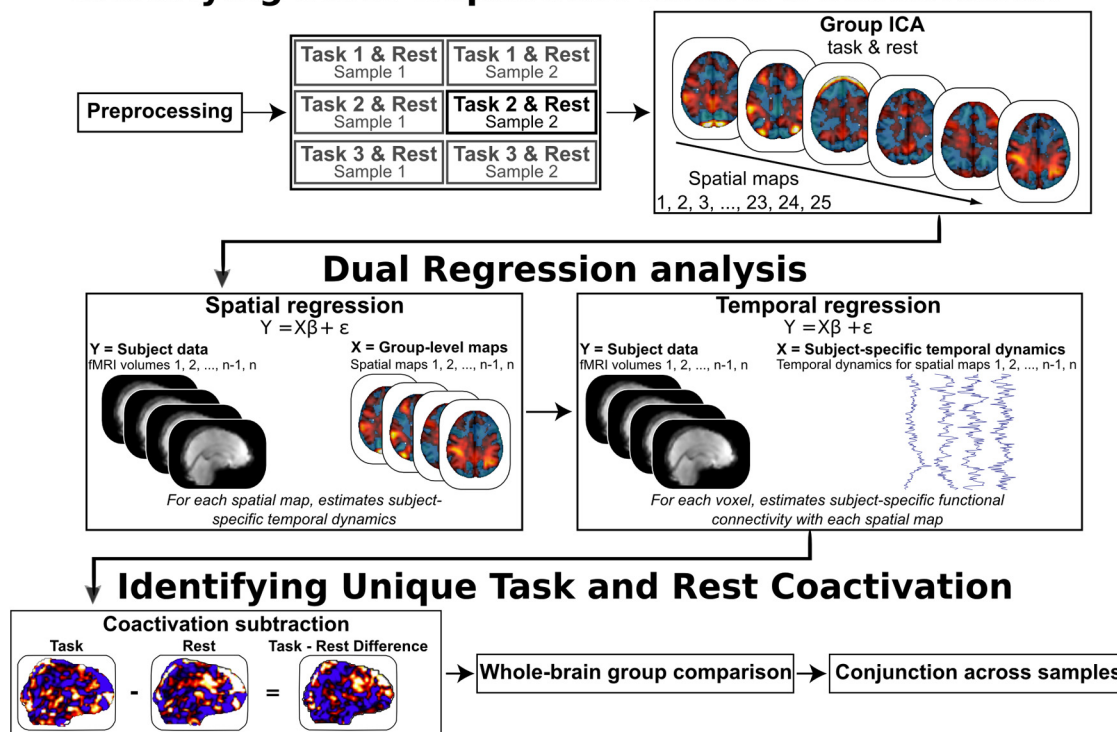 Group ICA
task & rest
Task 1 & Rest
Sample 1
Task 1 & Rest
Sample 2
Preprocessing
Task 2 & Rest
Sample 1
Task 2 & Rest
Sample 2
Task 3 & Rest
Sample 1
Task 3 & Rest
Sample 2
Spatial maps
1, 2, 3, ..., 23, 24, 25
Dual Regression analysis
Spatial regression
Y =Xβ+ ε
Y = Subject data
fMRI volumes 1, 2, ..., n-1, n
X = Group-level maps
Spatial maps 1, 2, ..., n-1, n
For each spatial map, estimates subject-
specific temporal dynamics
Temporal regression
Y =Xβ +ε
Y = Subject data
fMRI volumes 1, 2, ..., n-1, n
X = Subject-specific temporal dynamics
Temporal dynamics for spatial maps 1, 2, ..., n-1, n
For each voxel, estimates subject-specific functional
connectivity with each spatial map
Identifying Unique Task and Rest Coactivation
Coactivation subtraction
Task
Rest
Task - Rest Difference
-
=
Whole-brain group comparison
Conjunction across samples